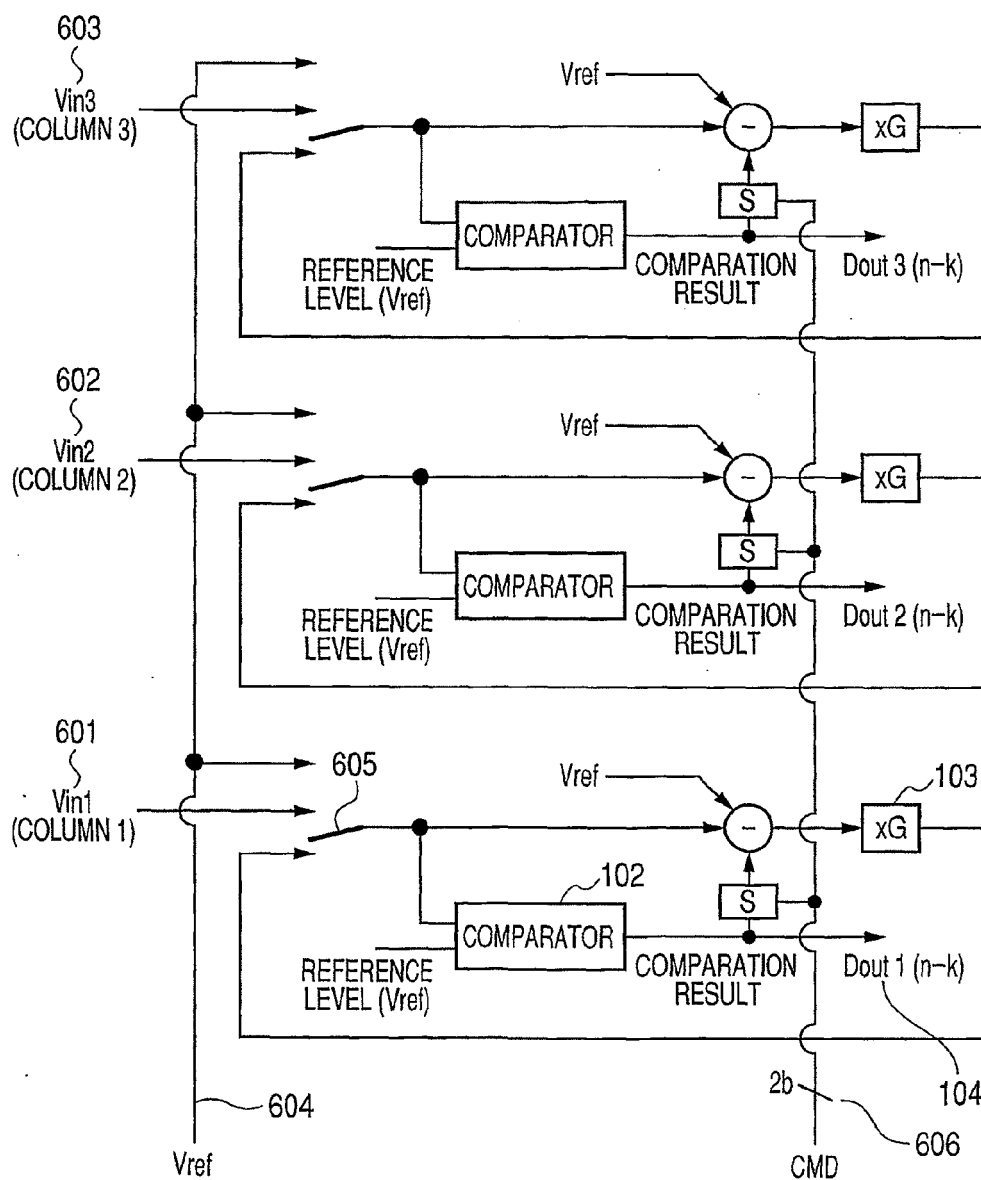 603
Vin3
(COLUMN 3)
Vref
-
xG
S
COMPARATOR
REFERENCE
LEVEL (Vref)
COMPARATION
RESULT
Dout 3 (n-k)
602
Vin2
(COLUMN 2)
Vref
-
xG
S
COMPARATOR
REFERENCE
LEVEL (Vref)
COMPARATION
RESULT
Dout 2 (n-k)
601
Vin1
(COLUMN 1)
605
Vref
-
103
xG
102
S
COMPARATOR
REFERENCE
LEVEL (Vref)
COMPARATION
RESULT
Dout 1 (n-k)
104
2b
604
606
Vref
CMD